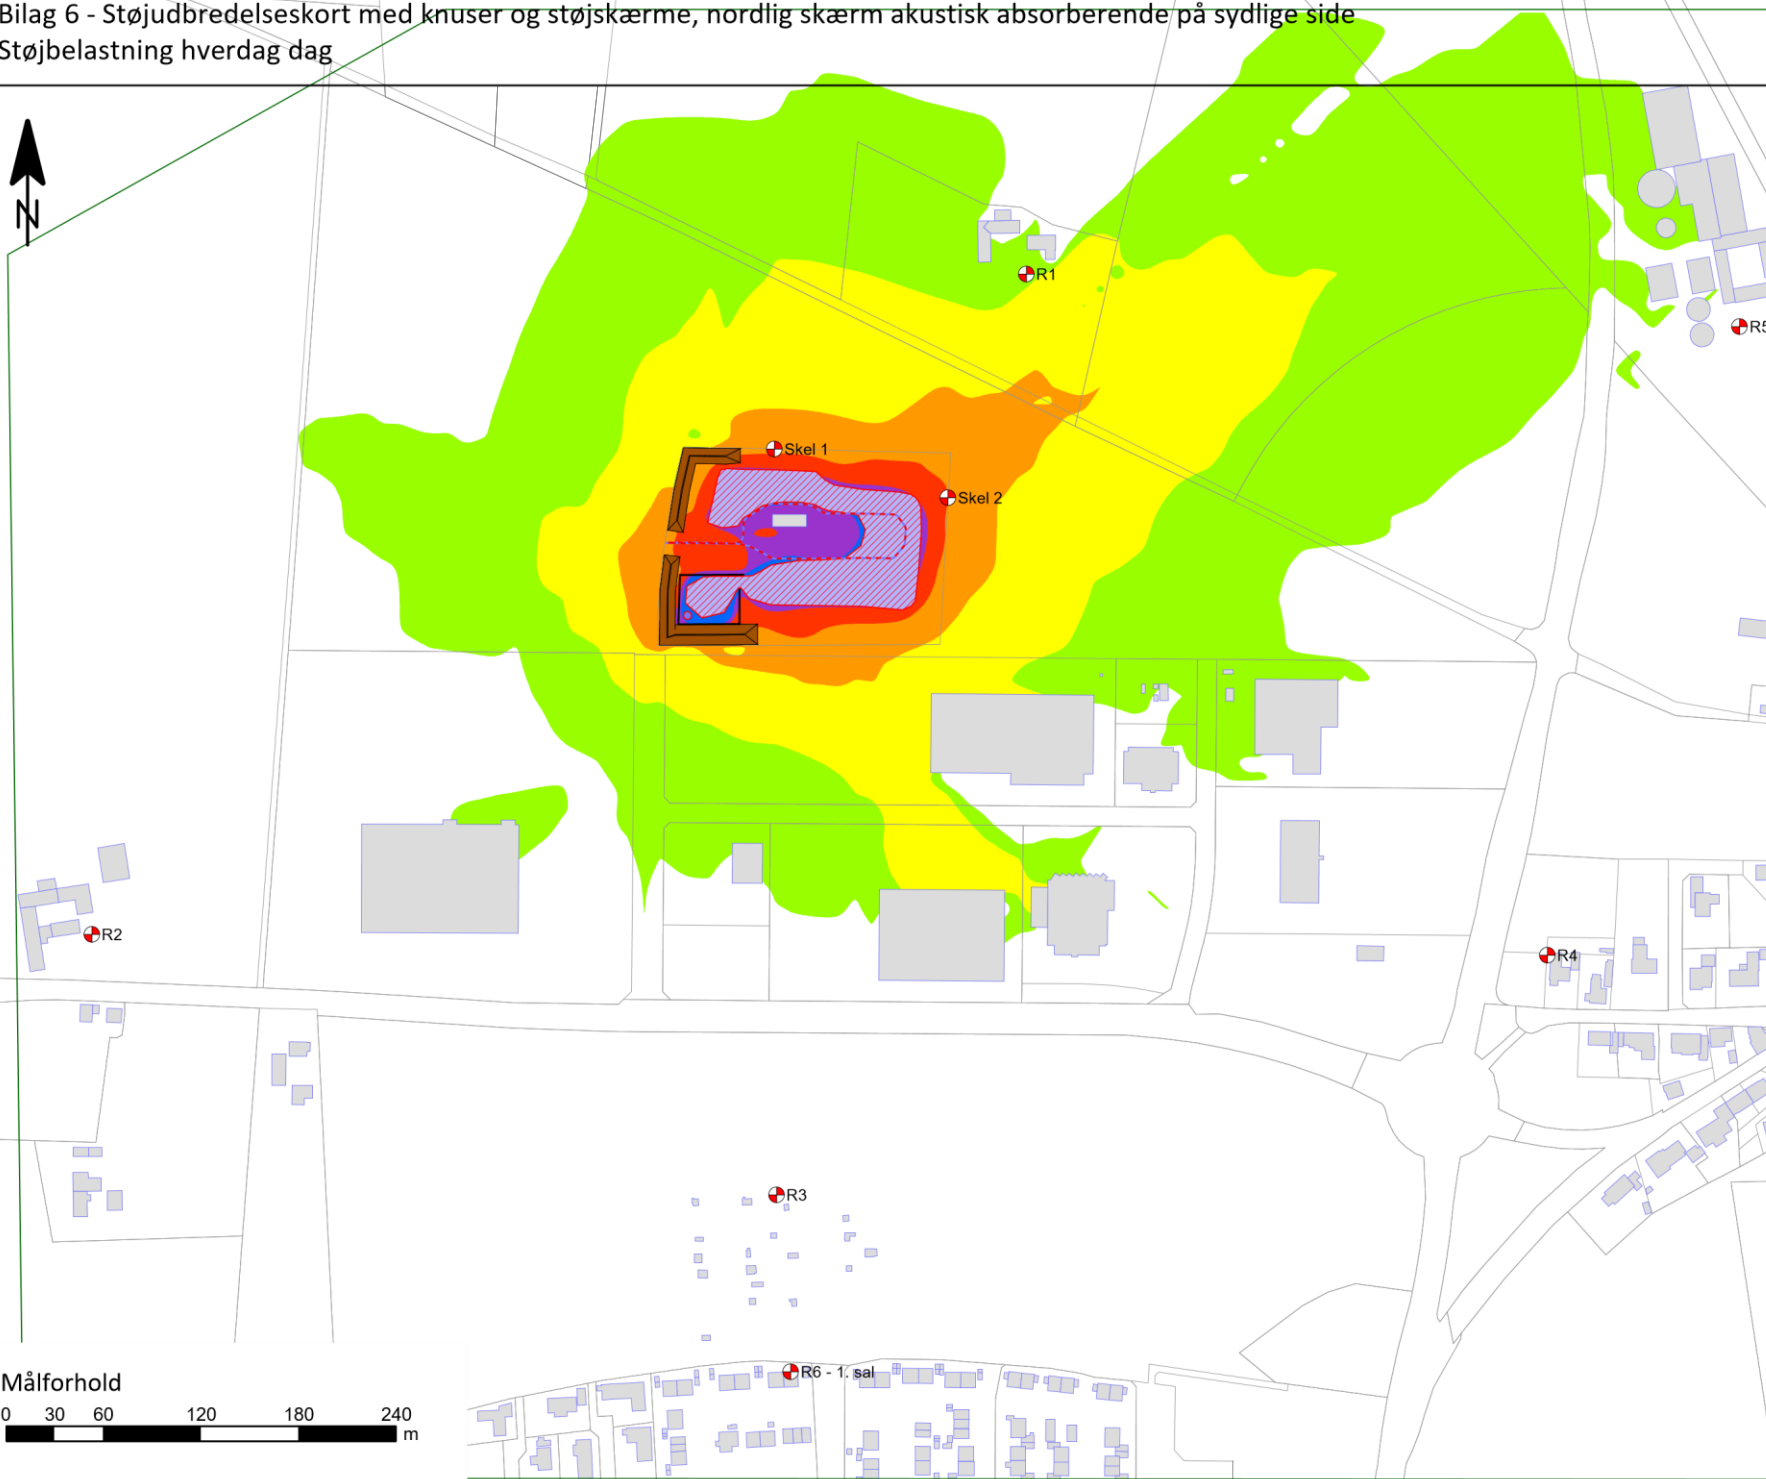 Bilag 6 - Støjudbredelseskort med knuser og støjskærme, nordlig skærm akustisk absorberende på sydlige side
Støjbelastning hverdag dag
N
R1
R5
Skel 1
Skel 2
R2
R4
R3
R6 - 1. sal
Målforhold
0 30 60 120 180 240
m